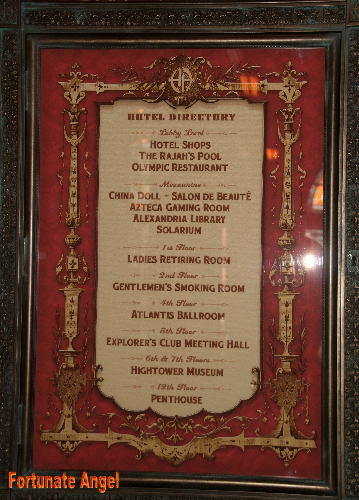 HOTEL DIRECTORY
Lobby Level
HOTEL SHOPS
THE RAJAH'S POOL
OLYMPIC RESTAURANT
Mezzanine
CHINA DOLL - SALON DE BEAUTÉ
AZTECA GAMING ROOM
ALEXANDRIA LIBRARY
SOLARIUM
1st Floor
LADIES RETIRING ROOM
2nd Floor
GENTLEMEN'S SMOKING ROOM
4th Floor
ATLANTIS BALLROOM
5th Floor
EXPLORER'S CLUB MEETING HALL
6th & 7th Floors
HIGHTOWER MUSEUM
12th Floor
PENTHOUSE
Fortunate Angel